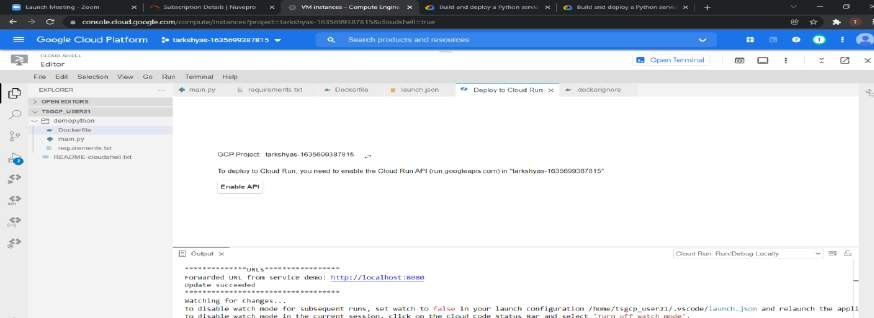 Launch Meeting - Zoom
Subscription Details | Nuvepro
VM instances – Compute Engine
Build and deploy a Python servic
Build and deploy a Python servic
console.cloud.google.com/compute/instances?project=tarkshyas-1635699387815&cloudshell=true
Google Cloud Platform
tarkshyas-1635699387815
Search products and resources
CLOUD SHELL
Editor
Open Terminal
File Edit Selection View Go Run Terminal Help
EXPLORER
main.py
requirements.txt
Dockerfile
launch.json
Deploy to Cloud Run
.dockerignore
OPEN EDITORS
TSGCP_USER31
demopython
Dockerfile
main.py
requirements.txt
README-cloudshell.txt
GCP Project: tarkshyas-1635699387815
To deploy to Cloud Run, you need to enable the Cloud Run API (run.googleapis.com) in "tarkshyas-1635699387815"
Enable API
Output
Cloud Run: Run/Debug Locally
**************URLs*****************
Forwarded URL from service demo: http://localhost:8080
Update succeeded
***********************************
Watching for changes...
To disable watch mode for subsequent runs, set watch to false in your launch configuration /home/tsgcp_user31/.vscode/launch.json and relaunch the appli
To disable watch mode in the current session, click on the cloud code status bar and select "turn off watch mode".